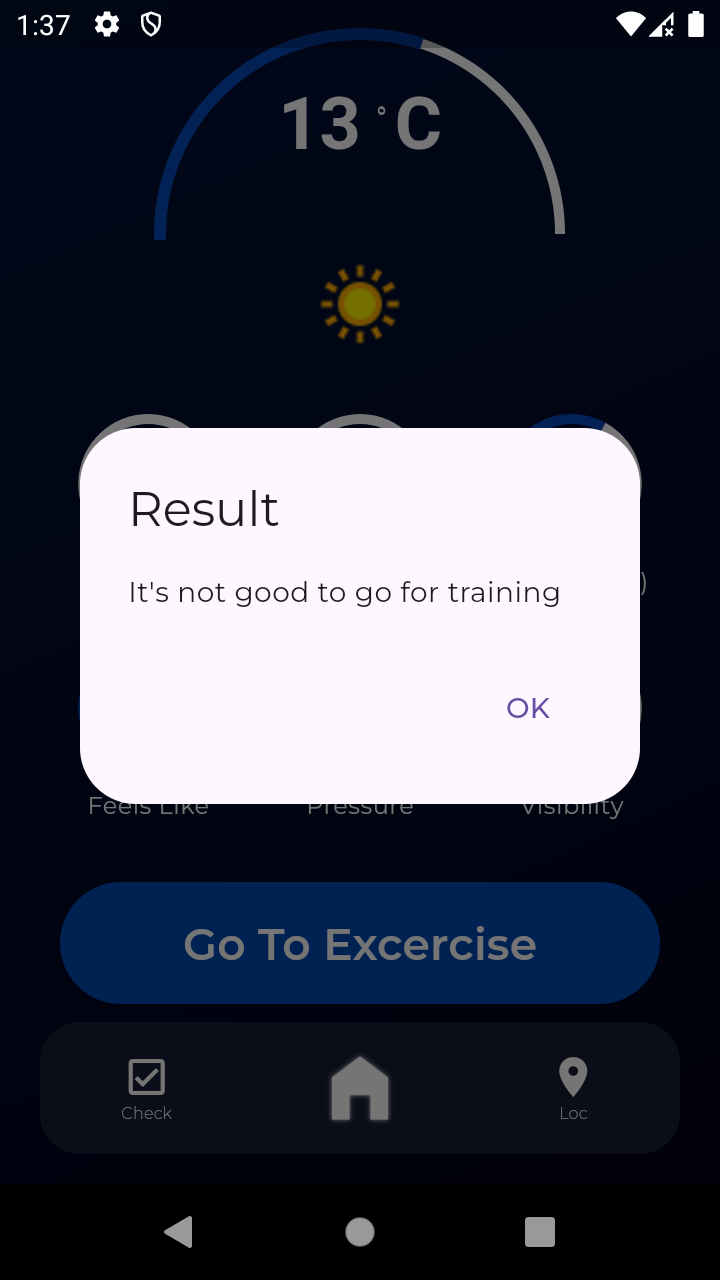 1:37
13 °C
)
Result
It's not good to go for training
OK
Feels Like
Pressure
Visibility
Go To Excercise
Check
Loc